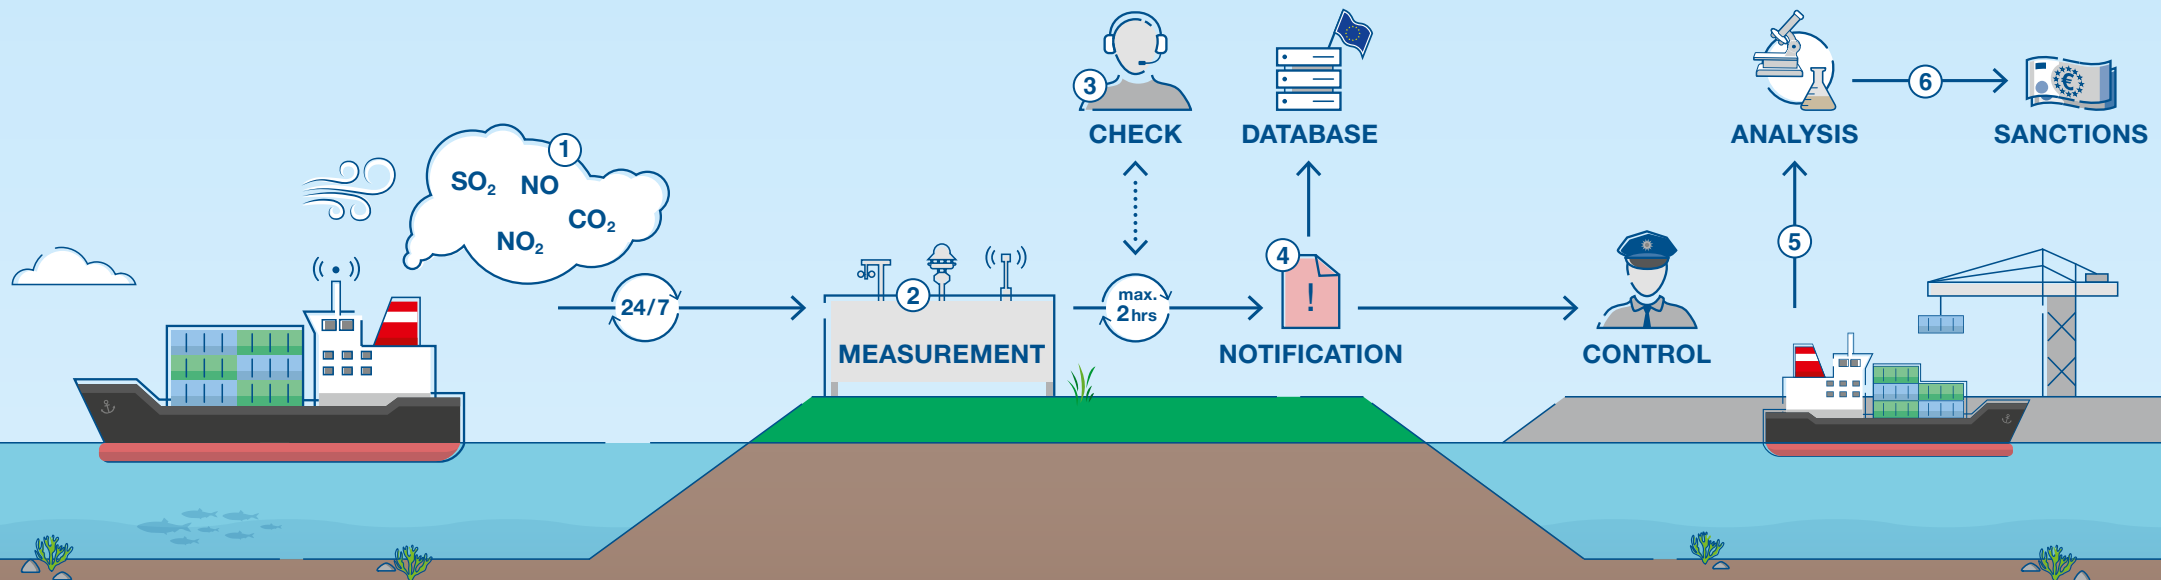 1
SO₂ NO
CO₂
NO₂
24/7
2
MEASUREMENT
3
CHECK
max.
2hrs
DATABASE
4
!
NOTIFICATION
CONTROL
5
ANALYSIS
6
€
SANCTIONS